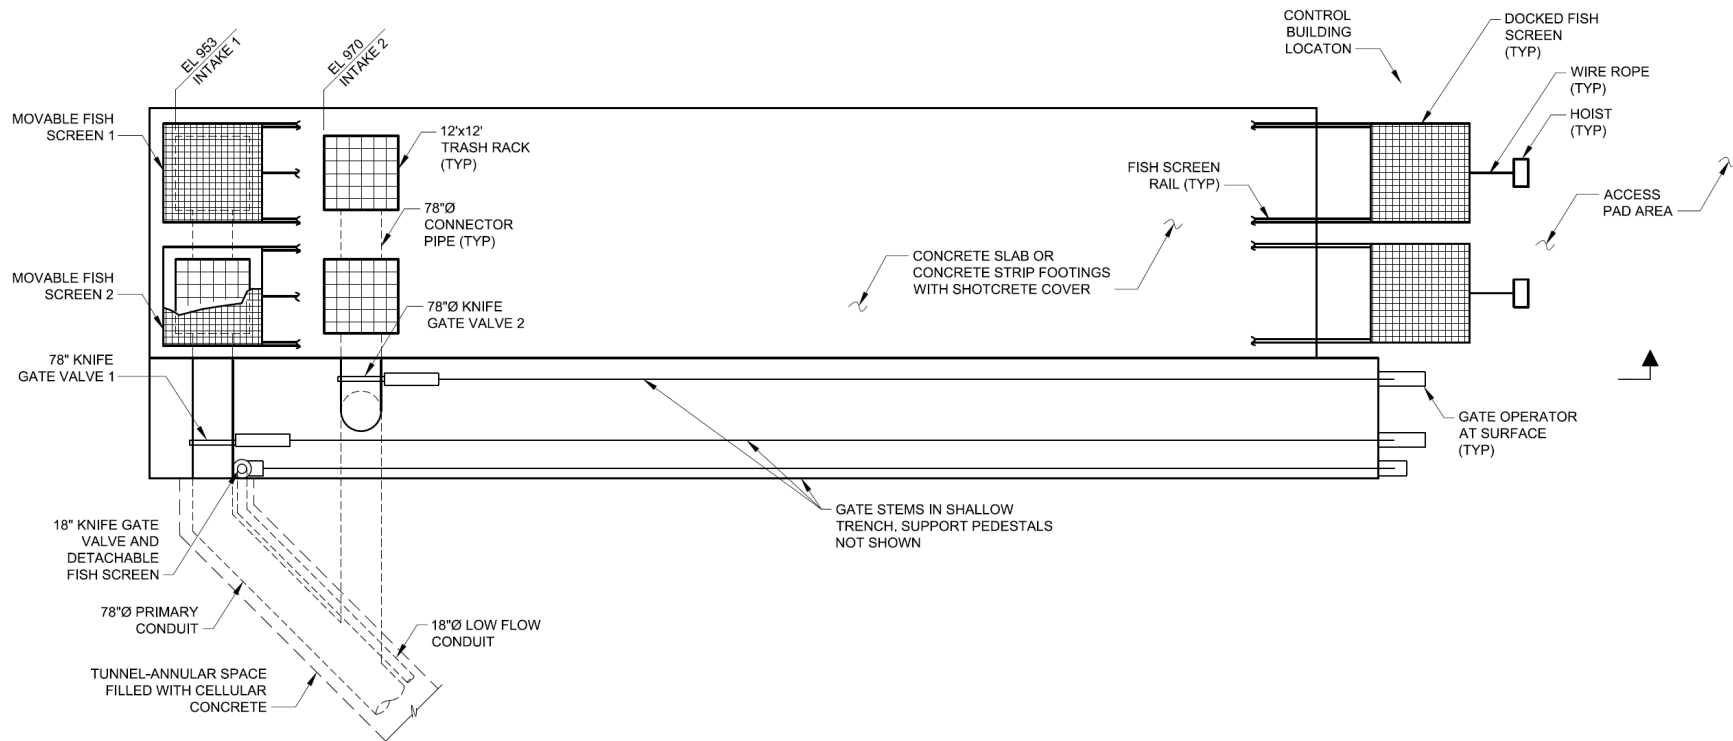 EL 953
INTAKE 1
EL 970
INTAKE 2
CONTROL
BUILDING
LOCATON
DOCKED FISH
SCREEN
(TYP)
WIRE ROPE
(TYP)
HOIST
(TYP)
MOVABLE FISH
SCREEN 1
12'x12'
TRASH RACK
(TYP)
FISH SCREEN
RAIL (TYP)
ACCESS
PAD AREA
78"Ø
CONNECTOR
PIPE (TYP)
MOVABLE FISH
SCREEN 2
CONCRETE SLAB OR
CONCRETE STRIP FOOTINGS
WITH SHOTCRETE COVER
78"Ø KNIFE
GATE VALVE 2
78" KNIFE
GATE VALVE 1
GATE OPERATOR
AT SURFACE
(TYP)
18" KNIFE GATE
VALVE AND
DETACHABLE
FISH SCREEN
GATE STEMS IN SHALLOW
TRENCH, SUPPORT PEDESTALS
NOT SHOWN
78"Ø PRIMARY
CONDUIT
18"Ø LOW FLOW
CONDUIT
TUNNEL-ANNULAR SPACE
FILLED WITH CELLULAR
CONCRETE